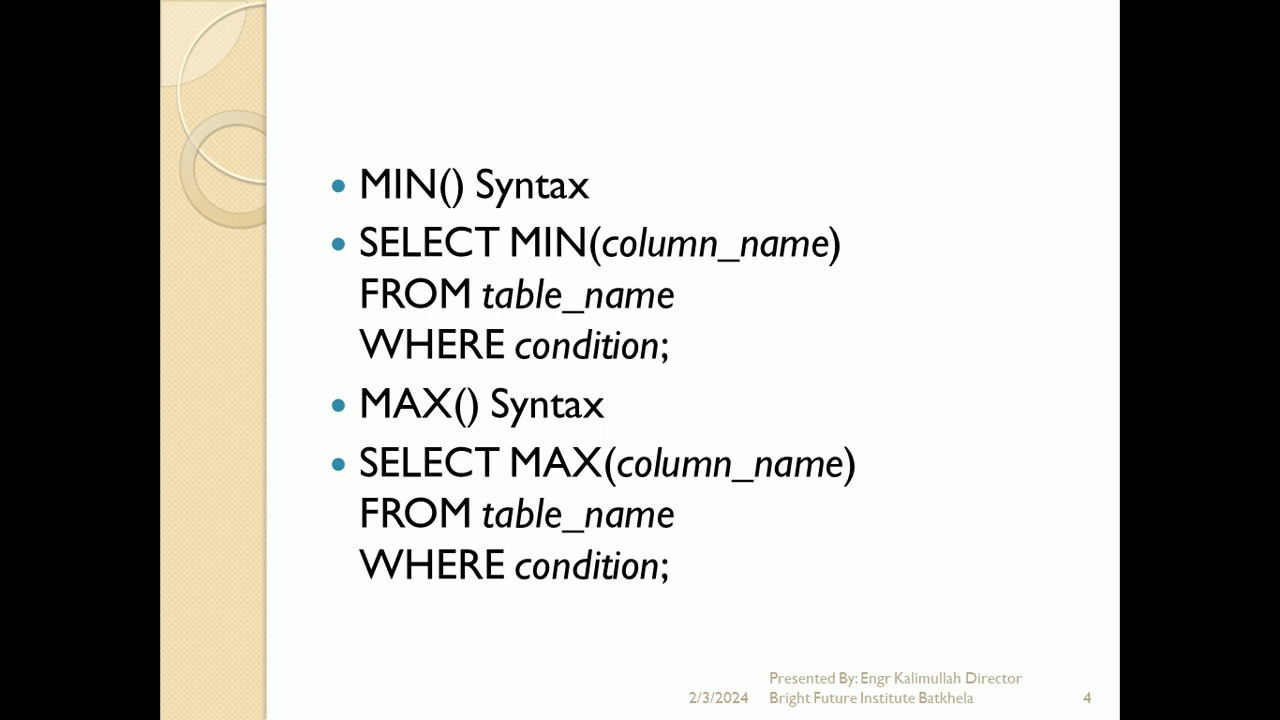 MIN() Syntax
SELECT MIN(column_name)
FROM table_name
WHERE condition;
MAX() Syntax
SELECT MAX(column_name)
FROM table_name
WHERE condition;
Presented By: Engr Kalimullah Director
2/3/2024 Bright Future Institute Batkhela 4